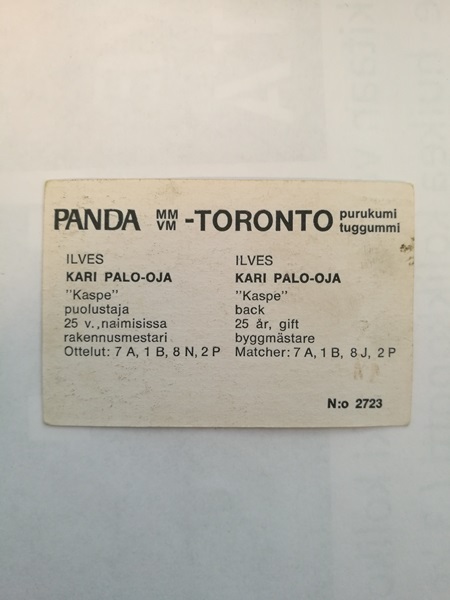 PANDA MM VM -TORONTO purukumi tuggummi
ILVES
KARI PALO-OJA
"Kaspe"
puolustaja
25 v.,naimisissa
rakennusmestari
Ottelut: 7 A, 1 B, 8 N, 2 P
ILVES
KARI PALO-OJA
"Kaspe"
back
25 år, gift
byggmästare
Matcher: 7 A, 1 B, 8 J, 2 P
N:o 2723